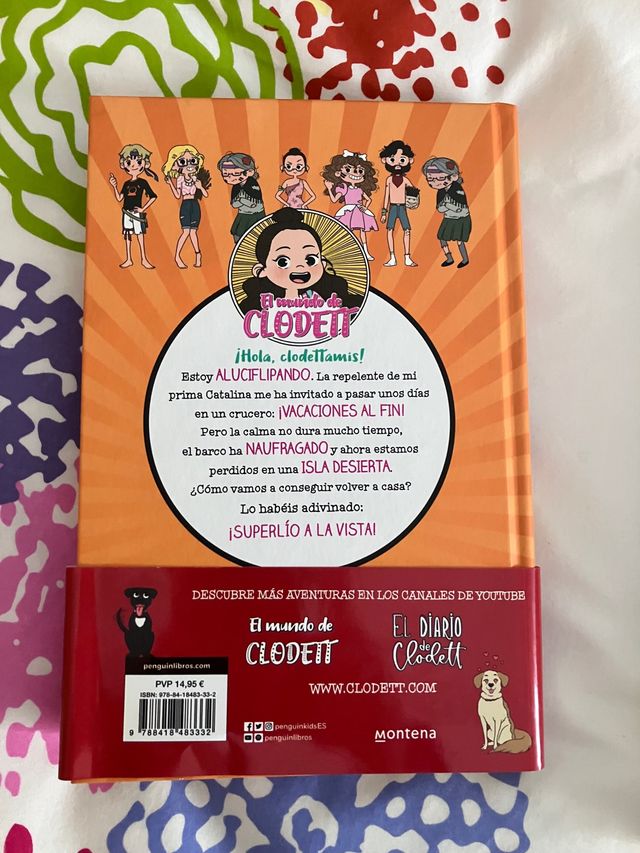 El mundo de
CLODETT
¡Hola, clodettamis!
Estoy ALUCIFLIPANDO. La repelente de mi
prima Catalina me ha invitado a pasar unos días
en un crucero: ¡VACACIONES AL FIN!
Pero la calma no dura mucho tiempo,
el barco ha NAUFRAGADO y ahora estamos
perdidos en una ISLA DESIERTA.
¿Cómo vamos a conseguir volver a casa?
Lo habéis adivinado:
¡SUPERLÍO A LA VISTA!
DESCUBRE MÁS AVENTURAS EN LOS CANALES DE YOUTUBE
El mundo de
CLODETT
EL DIARIO
de
Clodett
WWW.CLODETT.COM
penguinlibros.com
PVP 14,95 €
ISBN: 978-84-18483-33-2
9 788418 483332
penguinkidsES
penguinlibros
Montena